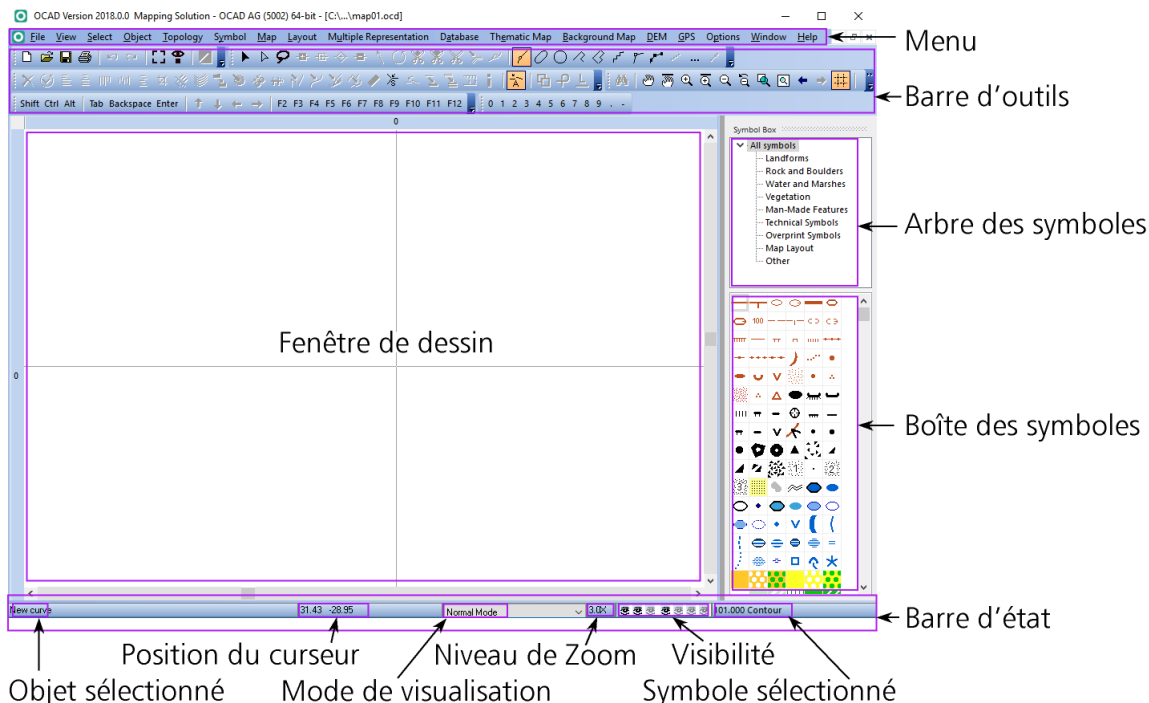 OCAD Version 2018.0.0 Mapping Solution - OCAD AG (5002) 64-bit - [C:\...\map01.ocd]
File View Select Object Topology Symbol Map Layout Multiple Representation Database Thematic Map Background Map DEM GPS Options Window Help
Menu
Barre d'outils
Shift Ctrl Alt Tab Backspace Enter F2 F3 F4 F5 F6 F7 F8 F9 F10 F11 F12 0 1 2 3 4 5 6 7 8 9 . -
0
Symbol Box
All symbols
Landforms
Rock and Boulders
Water and Marshes
Vegetation
Man-Made Features
Technical Symbols
Overprint Symbols
Map Layout
Other
Arbre des symboles
100
Fenêtre de dessin
0
Boîte des symboles
1
2
3
New curve
31.43 -28.95
Normal Mode
3.0X
101.000 Contour
Barre d'état
Position du curseur
Niveau de Zoom
Visibilité
Objet sélectionné
Mode de visualisation
Symbole sélectionné